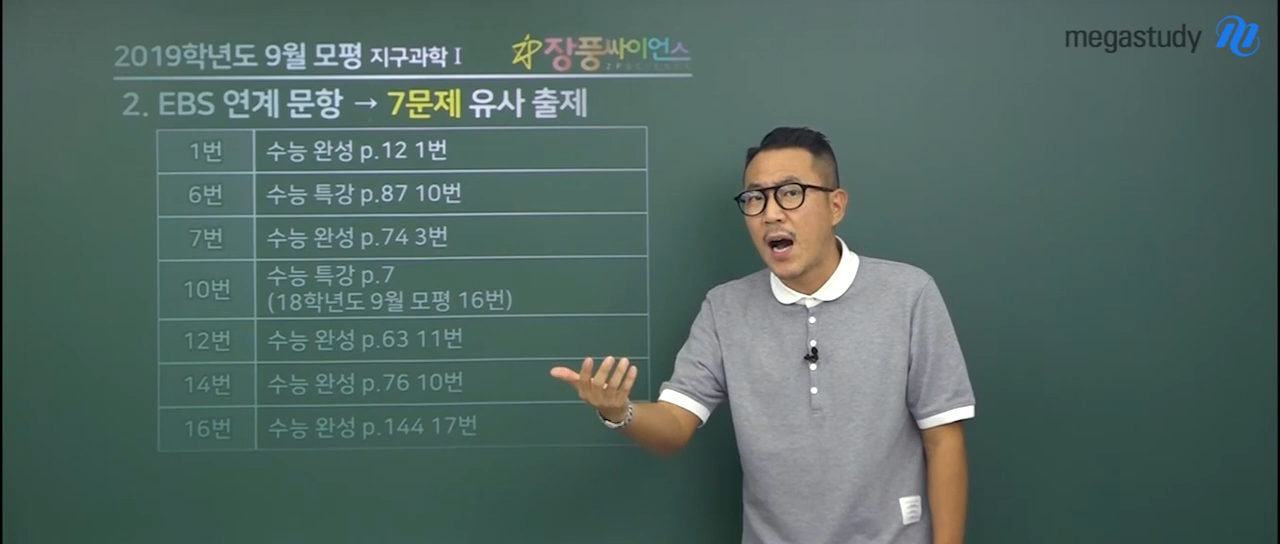 megastudy
2019학년도 9월 모평 지구과학 I
장풍싸이언스
2. EBS 연계 문항 → 7문제 유사 출제
1번 수능 완성 p.12 1번
6번 수능 특강 p.87 10번
7번 수능 완성 p.74 3번
10번 수능 특강 p.7
(18학년도 9월 모평 16번)
12번 수능 완성 p.63 11번
14번 수능 완성 p.76 10번
16번 수능 완성 p.144 17번